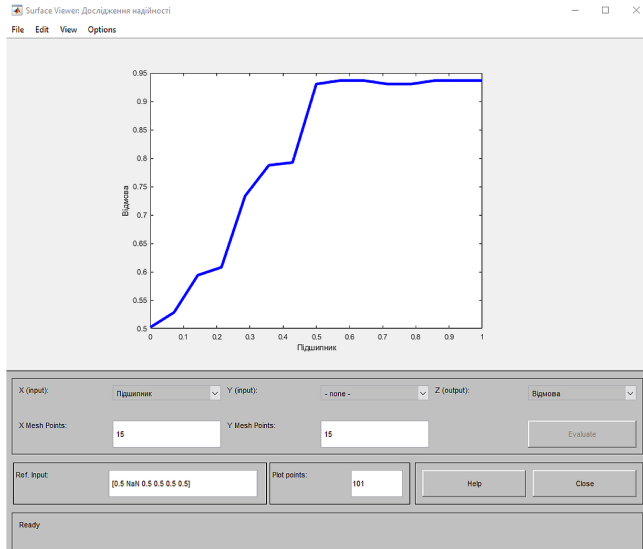 Surface Viewer: Дослідження надійності
File Edit View Options
0.95
0.9
0.85
0.8
0.75
0.7
0.65
0.6
0.55
0.5
Відмова
0 0.1 0.2 0.3 0.4 0.5 0.6 0.7 0.8 0.9 1
Підшипник
X (input): Підшипник Y (input): - none - Z (output): Відмова
X Mesh Points: 15 Y Mesh Points: 15 Evaluate
Ref. Input: [0.5 NaN 0.5 0.5 0.5 0.5] Plot points: 101 Help Close
Ready